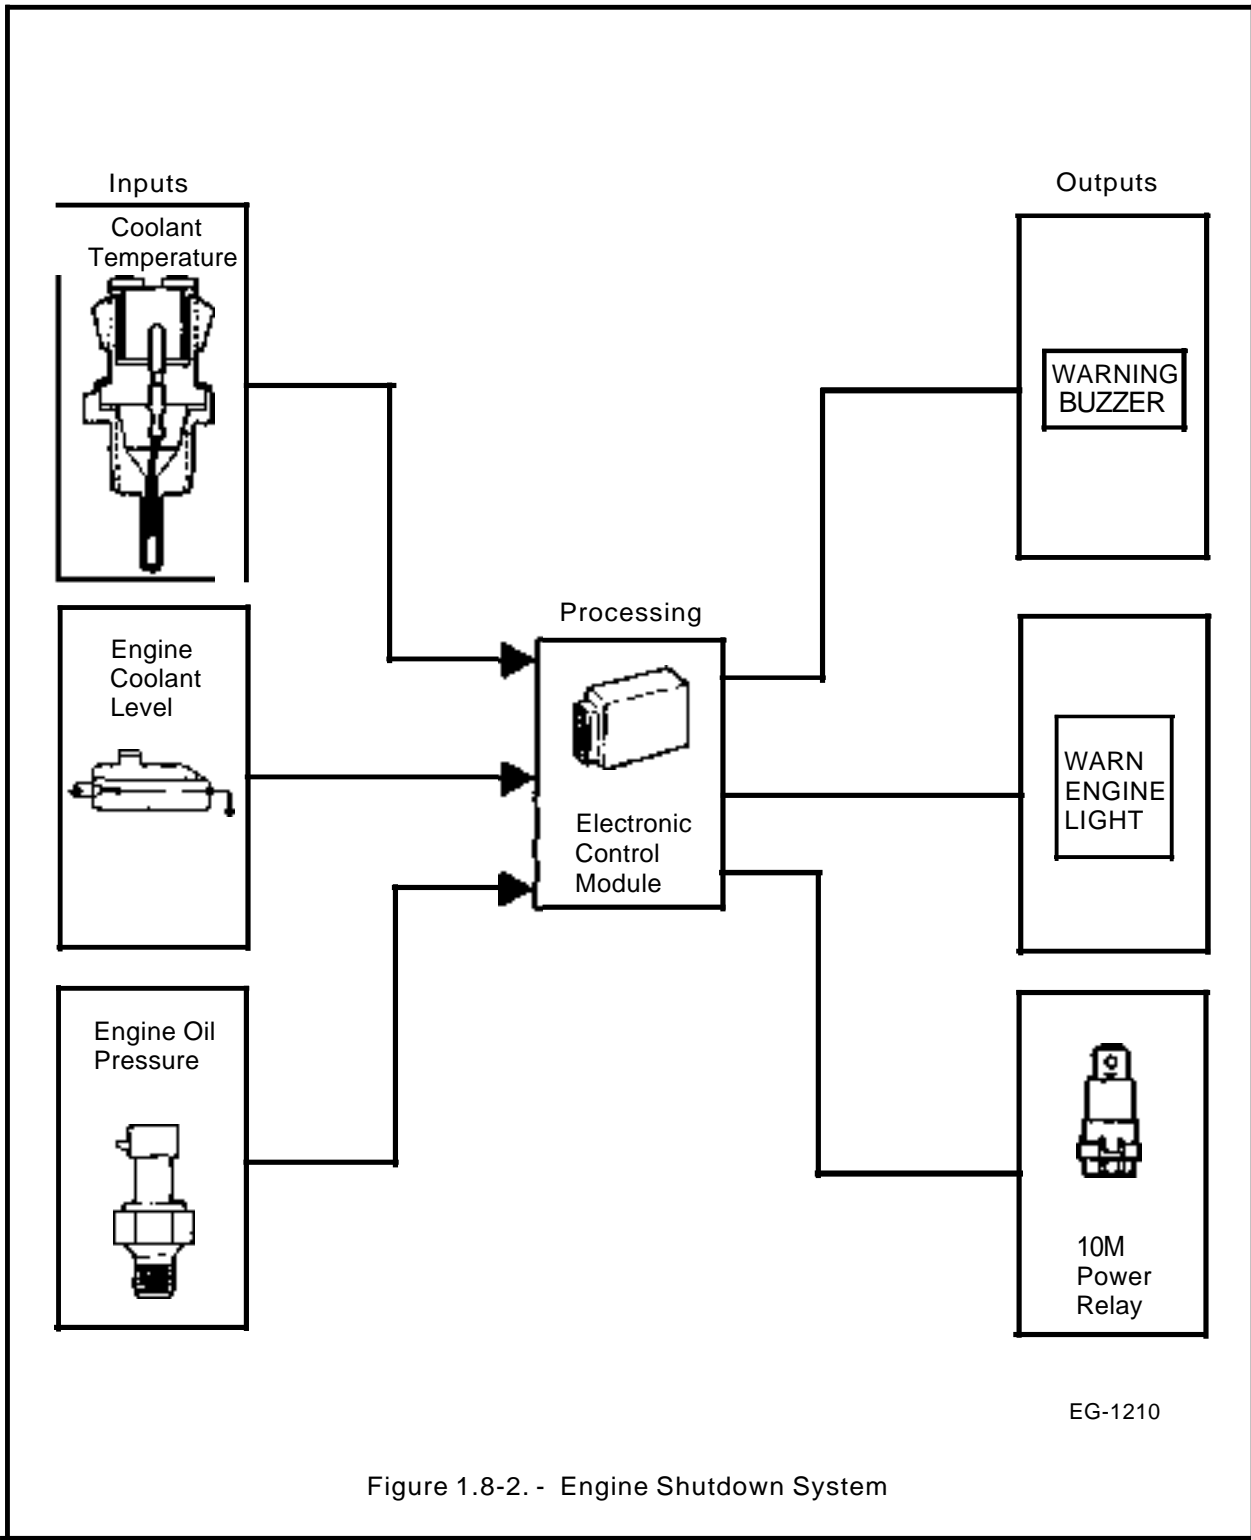 Inputs
Coolant
Temperature
Engine
Coolant
Level
Engine Oil
Pressure
Processing
Electronic
Control
Module
Outputs
WARNING
BUZZER
WARN
ENGINE
LIGHT
10M
Power
Relay
EG-1210
Figure 1.8-2. - Engine Shutdown System